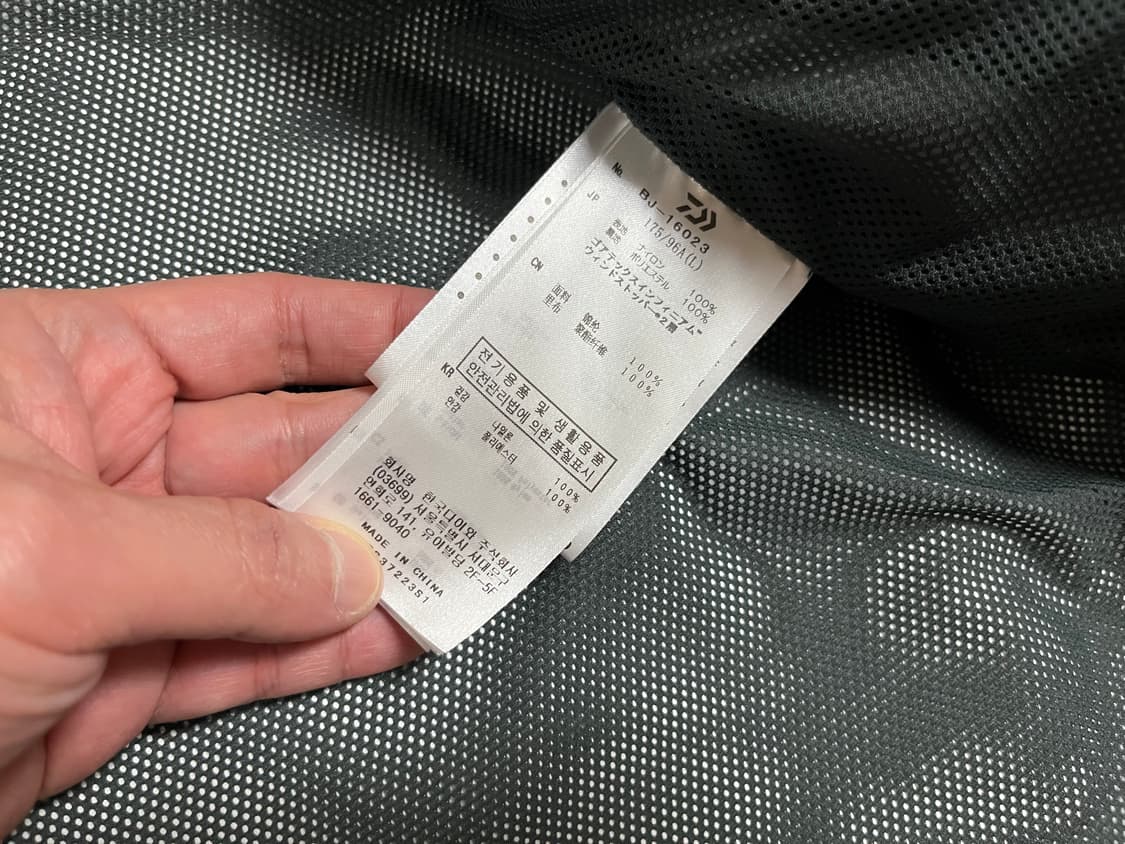 No BJ-16023
JP 175/96A(L)
表地 ナイロン 100%
裏地 ポリエステル 100%
ゴアテックスインフィニアム™
ウィンドストッパー®2層
CN
面料 锦纶 100%
里布 聚酯纤维 100%
전기용품 및 생활용품
안전관리법에 의한 품질표시
KR
겉감 나일론 100%
안감 폴리에스터 100%
회사명 한국다이와 주식회사
(03699) 서울특별시 서대문구
연희로 141, 유아빌딩 2F-5F
1661-9040
MADE IN CHINA
37223S1